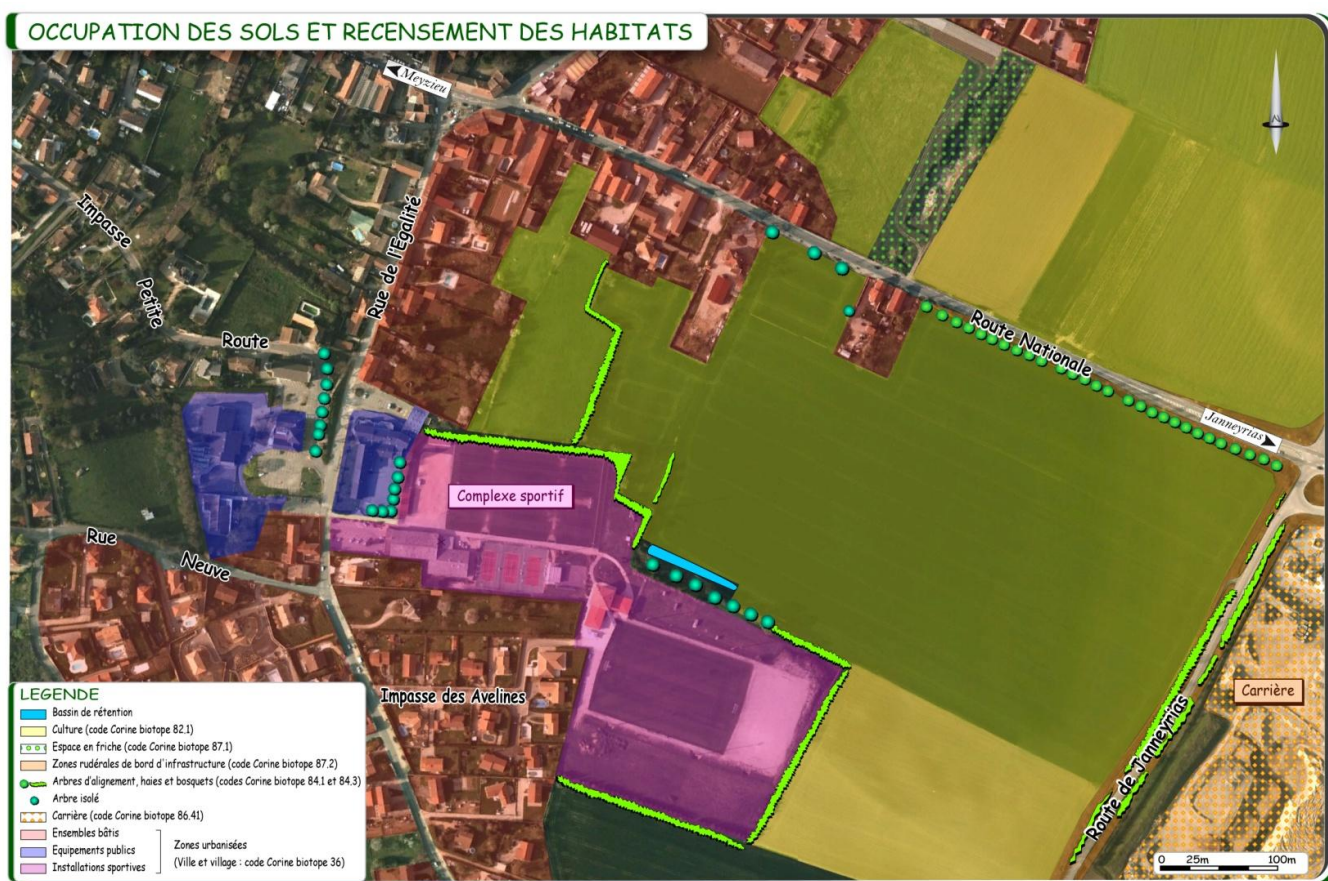 OCCUPATION DES SOLS ET RECENSEMENT DES HABITATS
Meyzieu
N
Impasse
Petite
Route
Rue de l'Egalité
Route Nationale
Janneyrias
Complexe sportif
Rue
Neuve
Impasse des Avelines
Carrière
Route de Janneyrias
LEGENDE
Bassin de rétention
Culture (code Corine biotope 82.1)
Espace en friche (code Corine biotope 87.1)
Zones rudérales de bord d'infrastructure (code Corine biotope 87.2)
Arbres d'alignement, haies et bosquets (codes Corine biotope 84.1 et 84.3)
Arbre isolé
Carrière (code Corine biotope 86.41)
Ensembles bâtis
Equipements publics
Installations sportives
Zones urbanisées
(Ville et village : code Corine biotope 36)
0 25m 100m